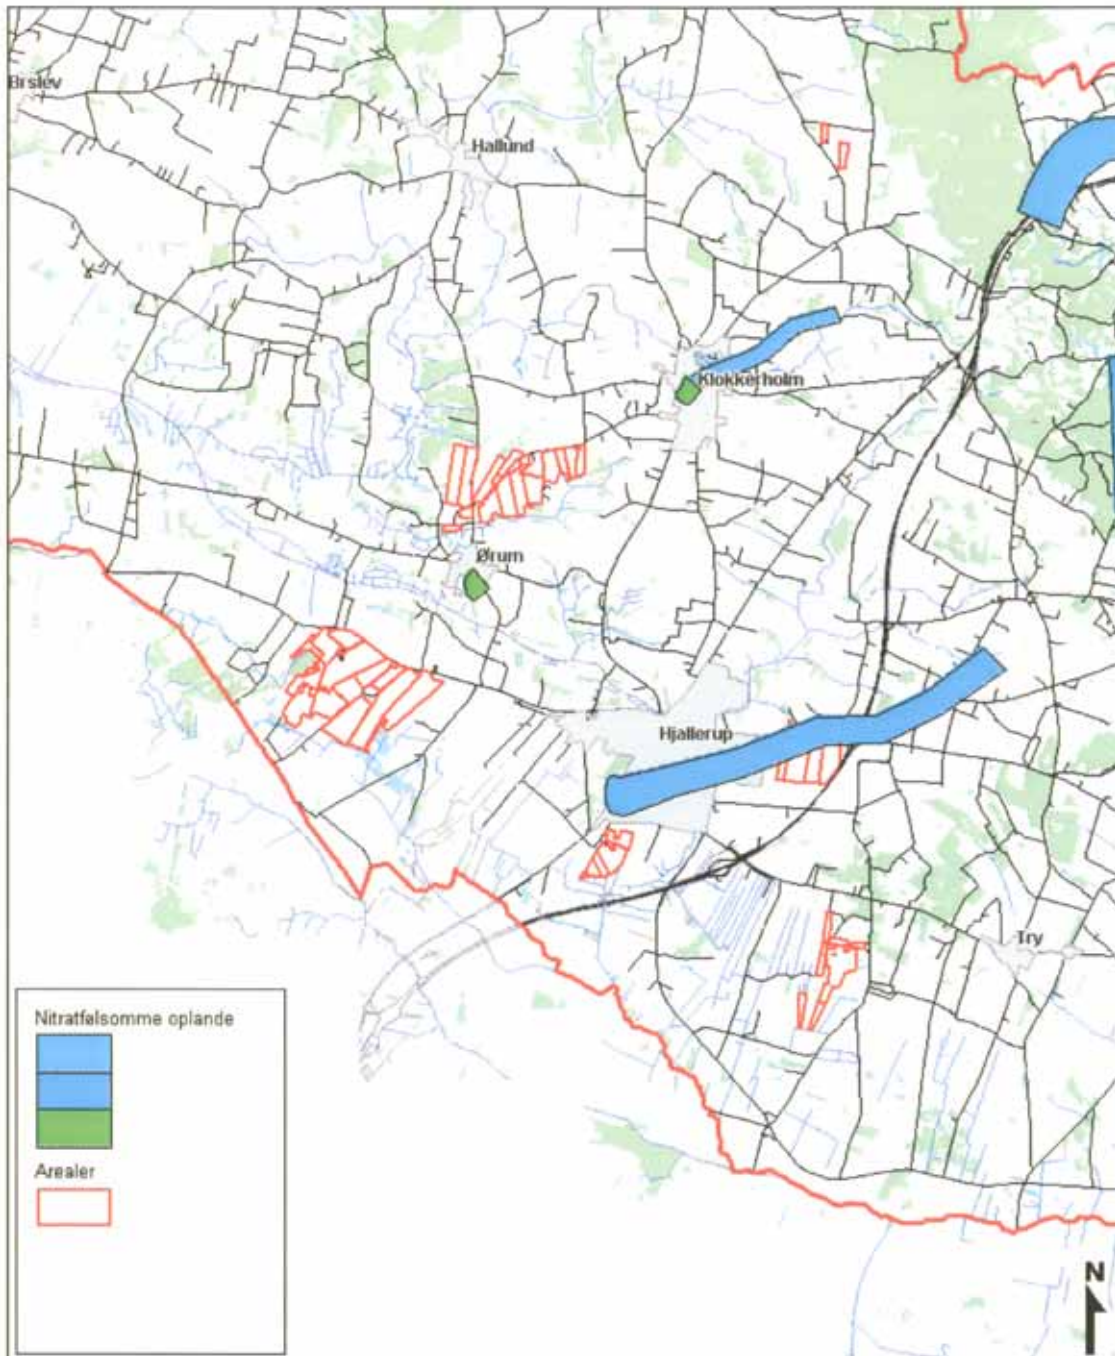 Brslev
Hallund
Klokkerholm
Ørum
Hjallerup
Try
Nitratfølsomme oplande
Arealer
N